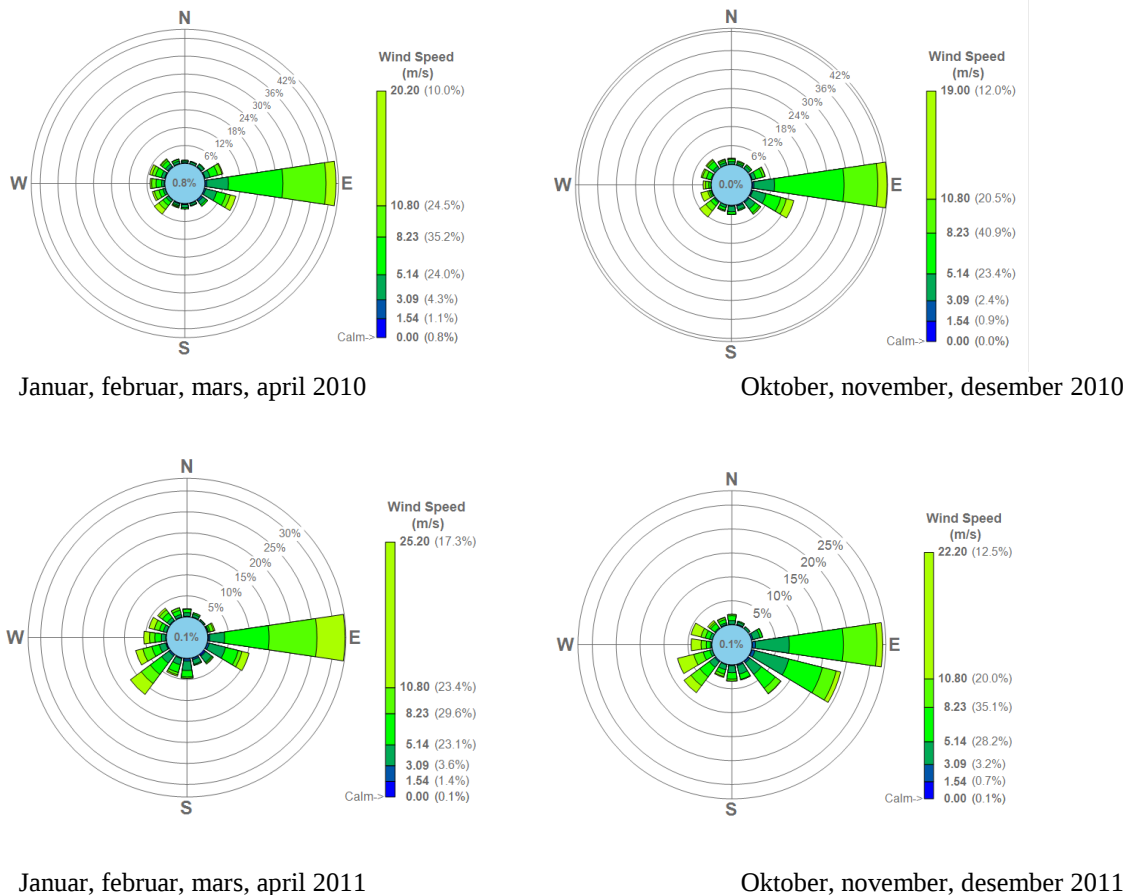 N
W
E
S
42%
36%
30%
24%
18%
12%
6%
0.8%
Wind Speed
(m/s)
20.20 (10.0%)
10.80 (24.5%)
8.23 (35.2%)
5.14 (24.0%)
3.09 (4.3%)
1.54 (1.1%)
Calm-> 0.00 (0.8%)
Januar, februar, mars, april 2010
N
W
E
S
42%
36%
30%
24%
18%
12%
6%
0.0%
Wind Speed
(m/s)
19.00 (12.0%)
10.80 (20.5%)
8.23 (40.9%)
5.14 (23.4%)
3.09 (2.4%)
1.54 (0.9%)
Calm-> 0.00 (0.0%)
Oktober, november, desember 2010
N
W
E
S
30%
25%
20%
15%
10%
5%
0.1%
Wind Speed
(m/s)
25.20 (17.3%)
10.80 (23.4%)
8.23 (29.6%)
5.14 (23.1%)
3.09 (3.6%)
1.54 (1.4%)
Calm-> 0.00 (0.1%)
Januar, februar, mars, april 2011
N
W
E
S
25%
20%
15%
10%
5%
0.1%
Wind Speed
(m/s)
22.20 (12.5%)
10.80 (20.0%)
8.23 (35.1%)
5.14 (28.2%)
3.09 (3.2%)
1.54 (0.7%)
Calm-> 0.00 (0.1%)
Oktober, november, desember 2011